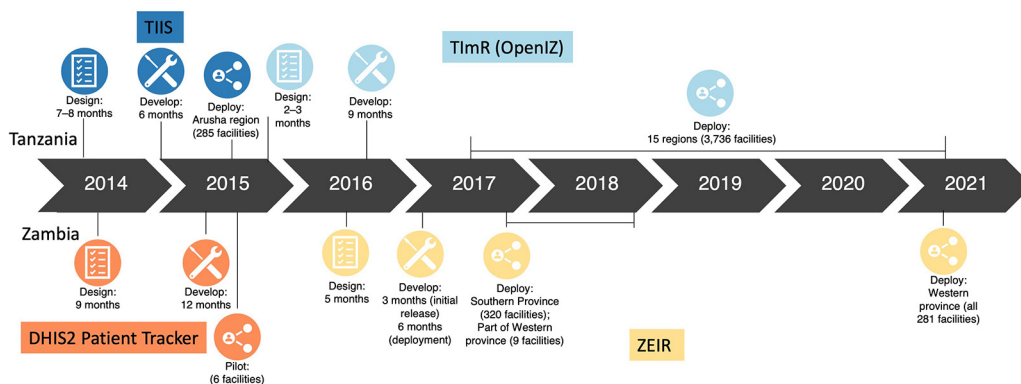 TIIS
TImR (OpenIZ)
Design:
7–8 months
Develop:
6 months
Deploy:
Arusha region
(285 facilities)
Design:
2–3
months
Develop:
9 months
Deploy:
15 regions (3,736 facilities)
Tanzania
2014
2015
2016
2017
2018
2019
2020
2021
Zambia
Design:
9 months
Develop:
12 months
Design:
5 months
Develop:
3 months (initial
release)
6 months
(deployment)
Deploy:
Southern Province
(320 facilities);
Part of Western
province (9 facilities)
Deploy:
Western
province (all
281 facilities)
DHIS2 Patient Tracker
Pilot:
(6 facilities)
ZEIR